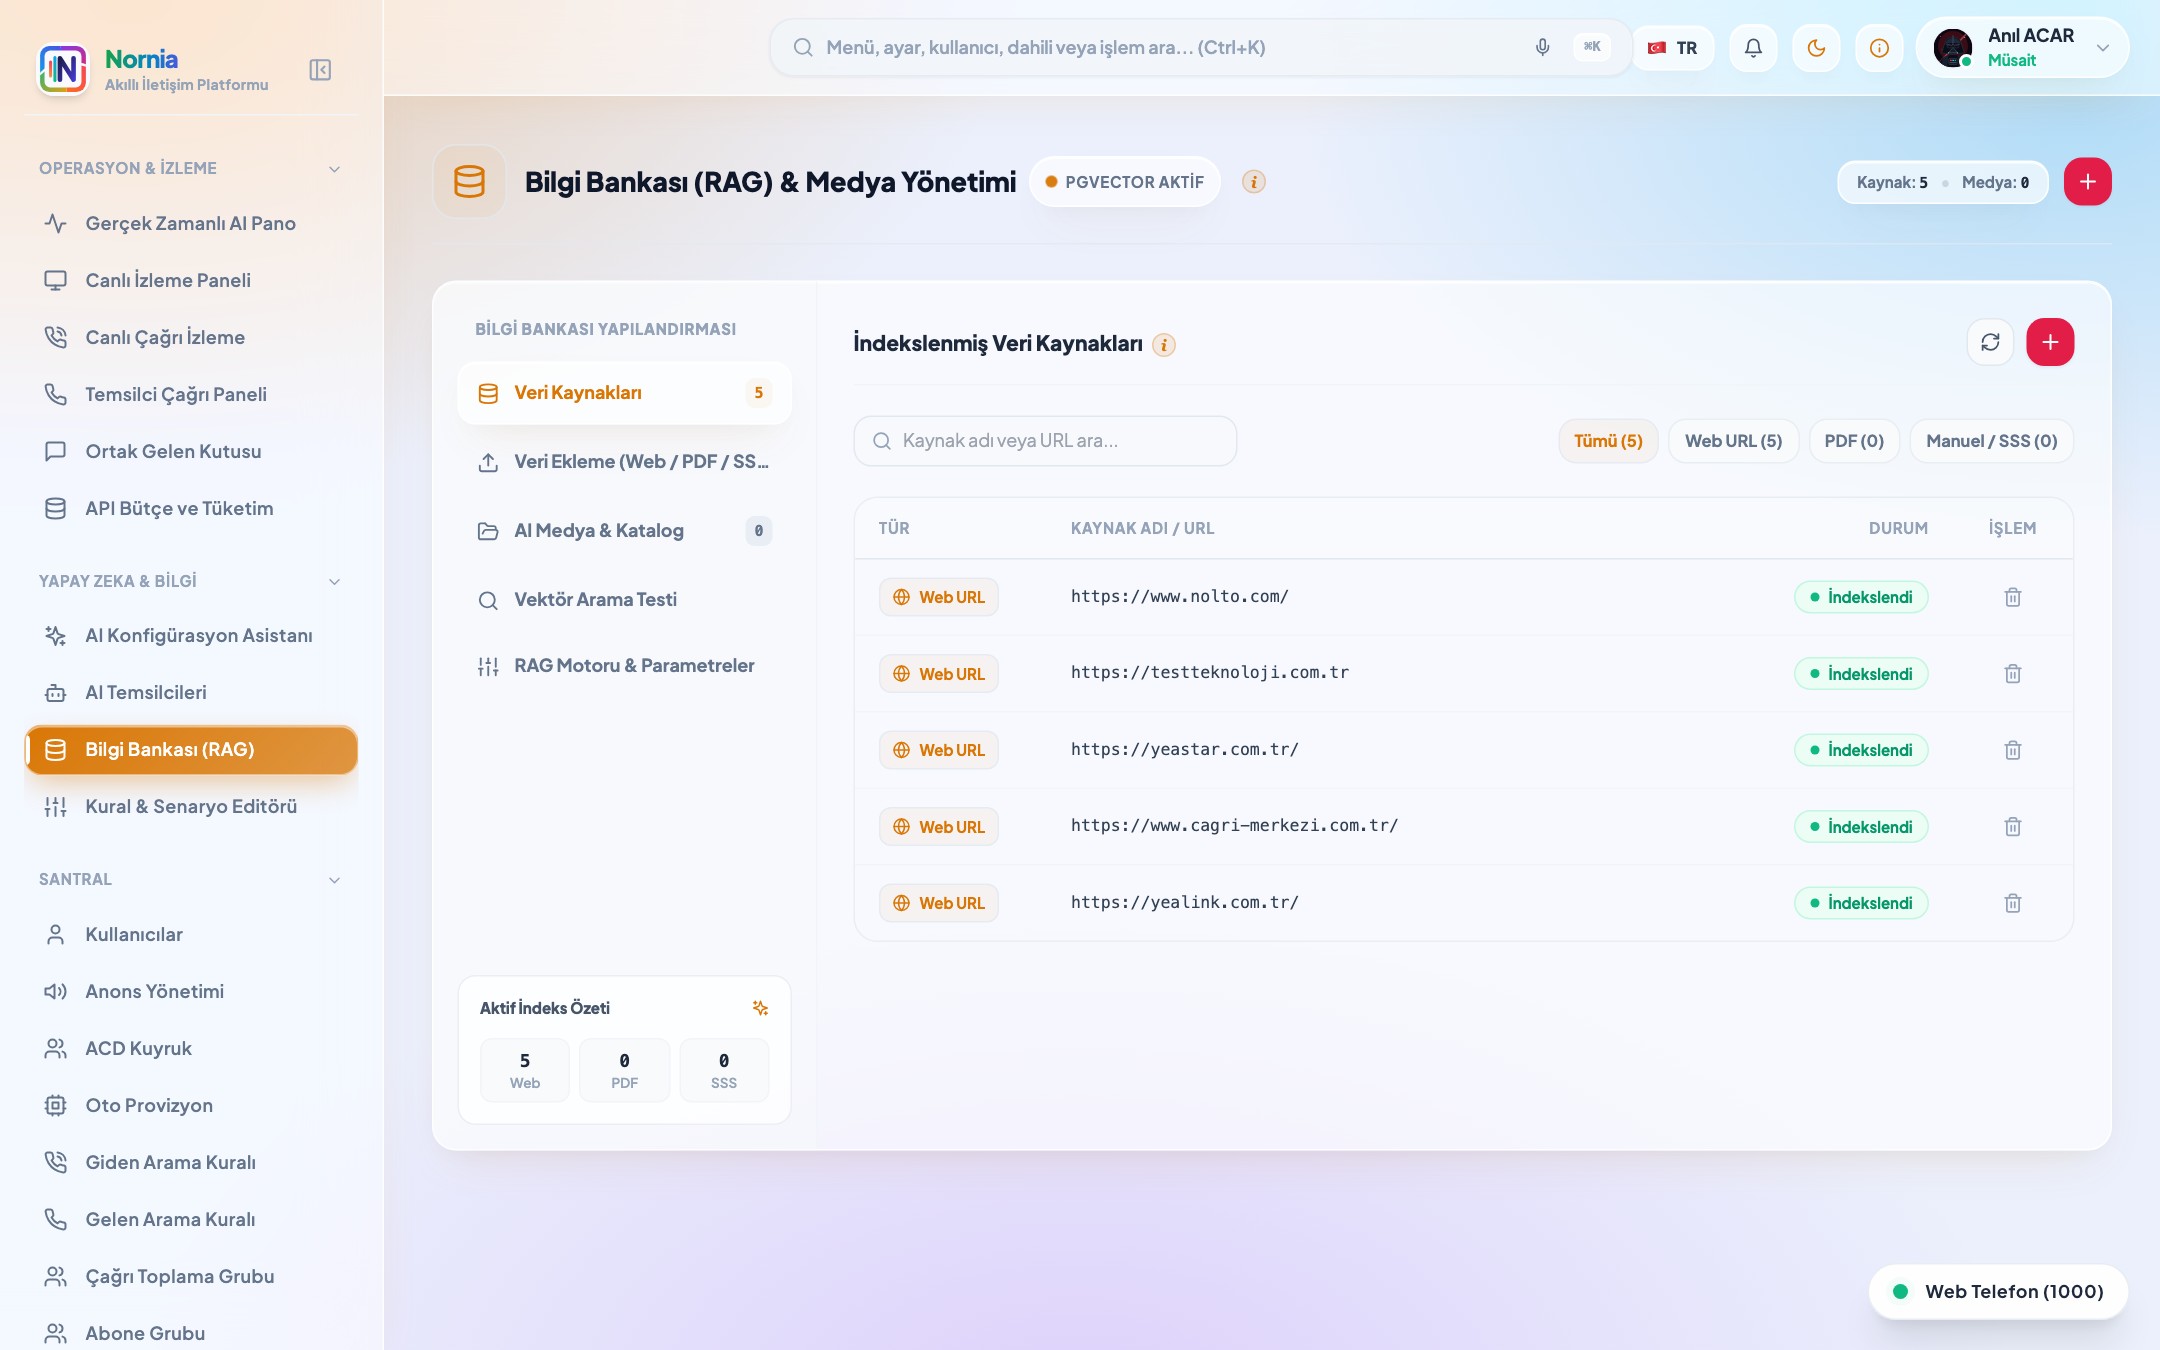 Nornia
Akıllı İletişim Platformu
Menü, ayar, kullanıcı, dahili veya işlem ara... (Ctrl+K)
⌘K
TR
Anıl ACAR
Müsait
OPERASYON & İZLEME
Gerçek Zamanlı AI Pano
Canlı İzleme Paneli
Canlı Çağrı İzleme
Temsilci Çağrı Paneli
Ortak Gelen Kutusu
API Bütçe ve Tüketim
YAPAY ZEKA & BİLGİ
AI Konfigürasyon Asistanı
AI Temsilcileri
Bilgi Bankası (RAG)
Kural & Senaryo Editörü
SANTRAL
Kullanıcılar
Anons Yönetimi
ACD Kuyruk
Oto Provizyon
Giden Arama Kuralı
Gelen Arama Kuralı
Çağrı Toplama Grubu
Abone Grubu
Bilgi Bankası (RAG) & Medya Yönetimi
PGVECTOR AKTİF
Kaynak: 5 Medya: 0
BİLGİ BANKASI YAPILANDIRMASI
Veri Kaynakları 5
Veri Ekleme (Web / PDF / SS...
AI Medya & Katalog 0
Vektör Arama Testi
RAG Motoru & Parametreler
Aktif İndeks Özeti
5 0 0
Web PDF SSS
İndekslenmiş Veri Kaynakları
Kaynak adı veya URL ara...
Tümü (5) Web URL (5) PDF (0) Manuel / SSS (0)
TÜR KAYNAK ADI / URL DURUM İŞLEM
Web URL https://www.nolto.com/ İndekslendi
Web URL https://testteknoloji.com.tr İndekslendi
Web URL https://yeastar.com.tr/ İndekslendi
Web URL https://www.cagri-merkezi.com.tr/ İndekslendi
Web URL https://yealink.com.tr/ İndekslendi
Web Telefon (1000)